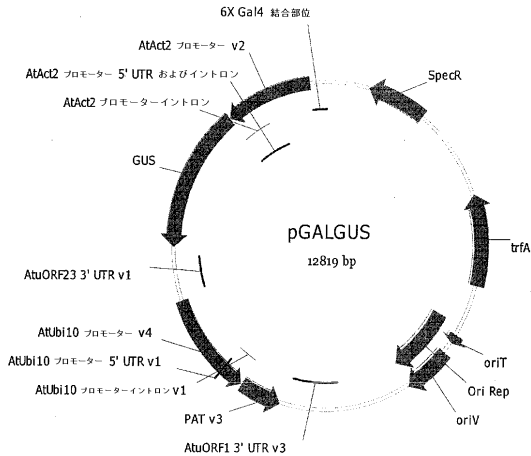 6X Gal4 結合部位
AtAct2 プロモーター v2
AtAct2 プロモーター 5' UTR およびイントロン
AtAct2 プロモーターイントロン
GUS
SpecR
pGALGUS
12819 bp
trfA
AtuORF23 3' UTR v1
AtUbi10 プロモーター v4
AtUbi10 プロモーター 5' UTR v1
AtUbi10 プロモーターイントロン v1
PAT v3
AtuORF1 3' UTR v3
oriT
Ori Rep
oriV